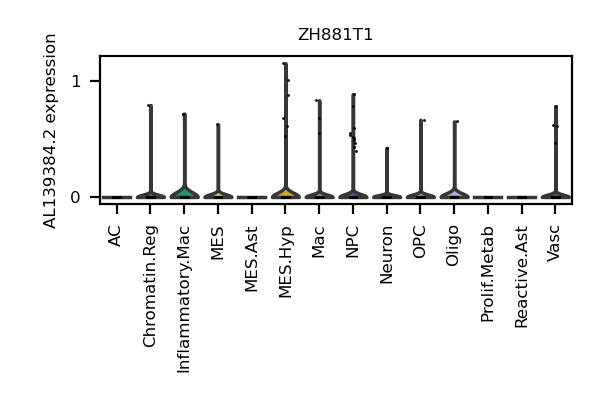 ZH881T1
AL139384.2 expression
1
0
AC
Chromatin.Reg
Inflammatory.Mac
MES
MES.Ast
MES.Hyp
Mac
NPC
Neuron
OPC
Oligo
Prolif.Metab
Reactive.Ast
Vasc